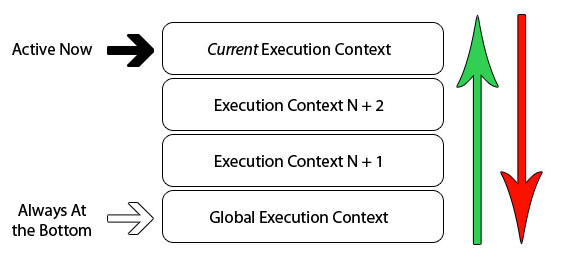 Active Now
Current Execution Context
Execution Context N + 2
Execution Context N + 1
Always At
the Bottom
Global Execution Context